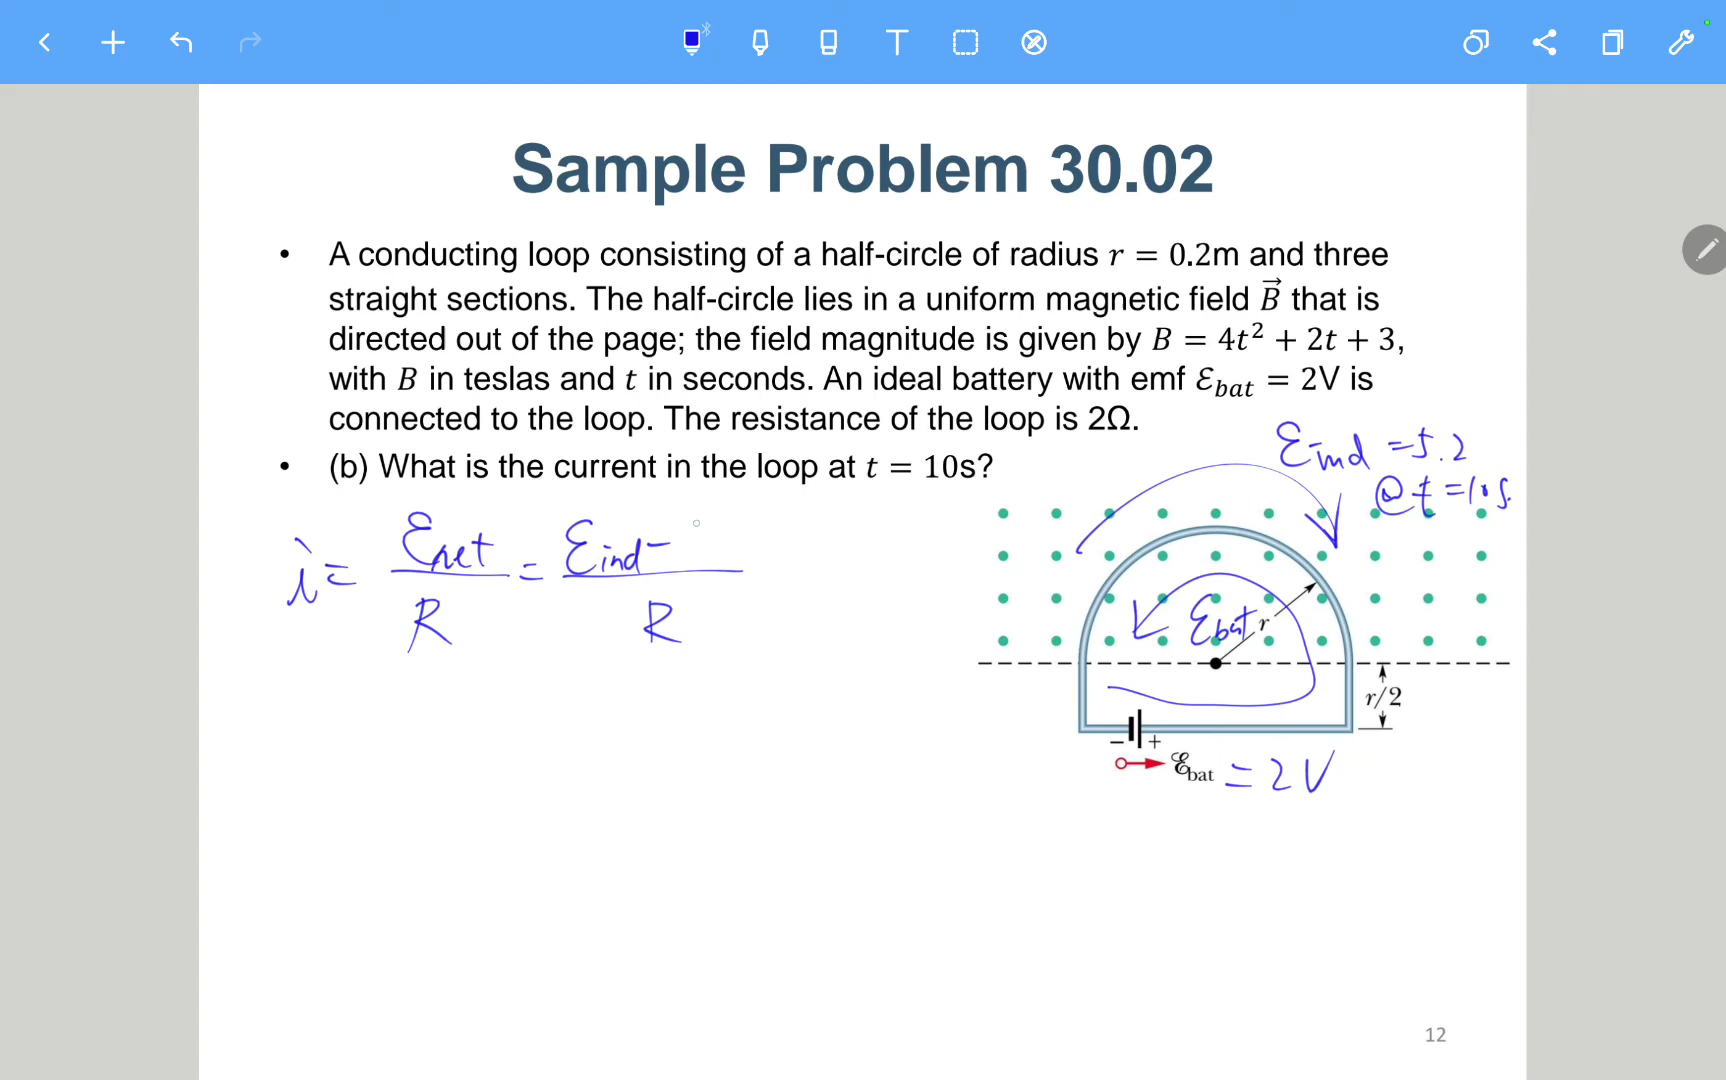 Sample Problem 30.02
• A conducting loop consisting of a half-circle of radius r = 0.2m and three
straight sections. The half-circle lies in a uniform magnetic field B⃗ that is
directed out of the page; the field magnitude is given by B = 4t² + 2t + 3,
with B in teslas and t in seconds. An ideal battery with emf ℰbat = 2V is
connected to the loop. The resistance of the loop is 2Ω.
• (b) What is the current in the loop at t = 10s?
ℰind = 5.2
@ t = 10s.
i = ℰnet / R = ℰind − / R
ℰbat
r
r/2
− +
ℰbat = 2V
12